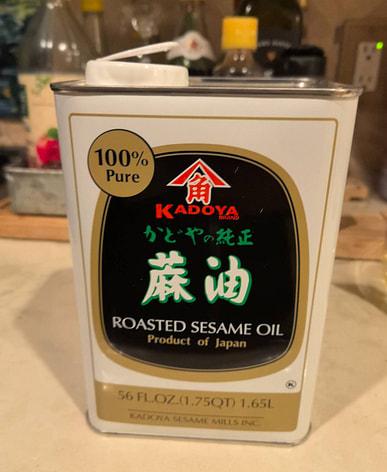 100%
Pure
角
KADOYA
BRAND
かどやの純正
麻油
ROASTED SESAME OIL
Product of Japan
56 FL.OZ.(1.75QT) 1.65L
KADOYA SESAME MILLS INC.
K